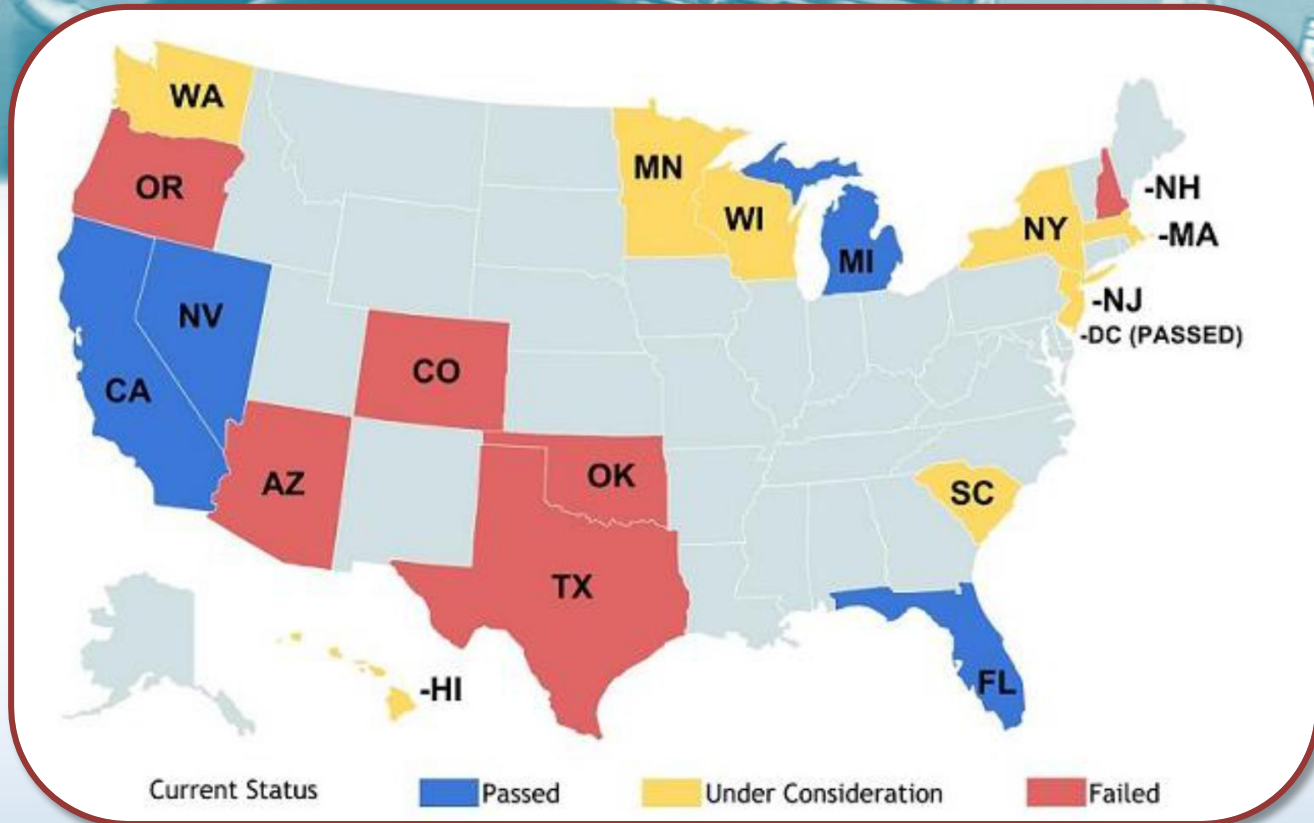 WA
MN
OR
-NH
WI
NY
-MA
MI
-NJ
NV
-DC (PASSED)
CO
CA
OK
AZ
SC
TX
FL
-HI
Current Status Passed Under Consideration Failed